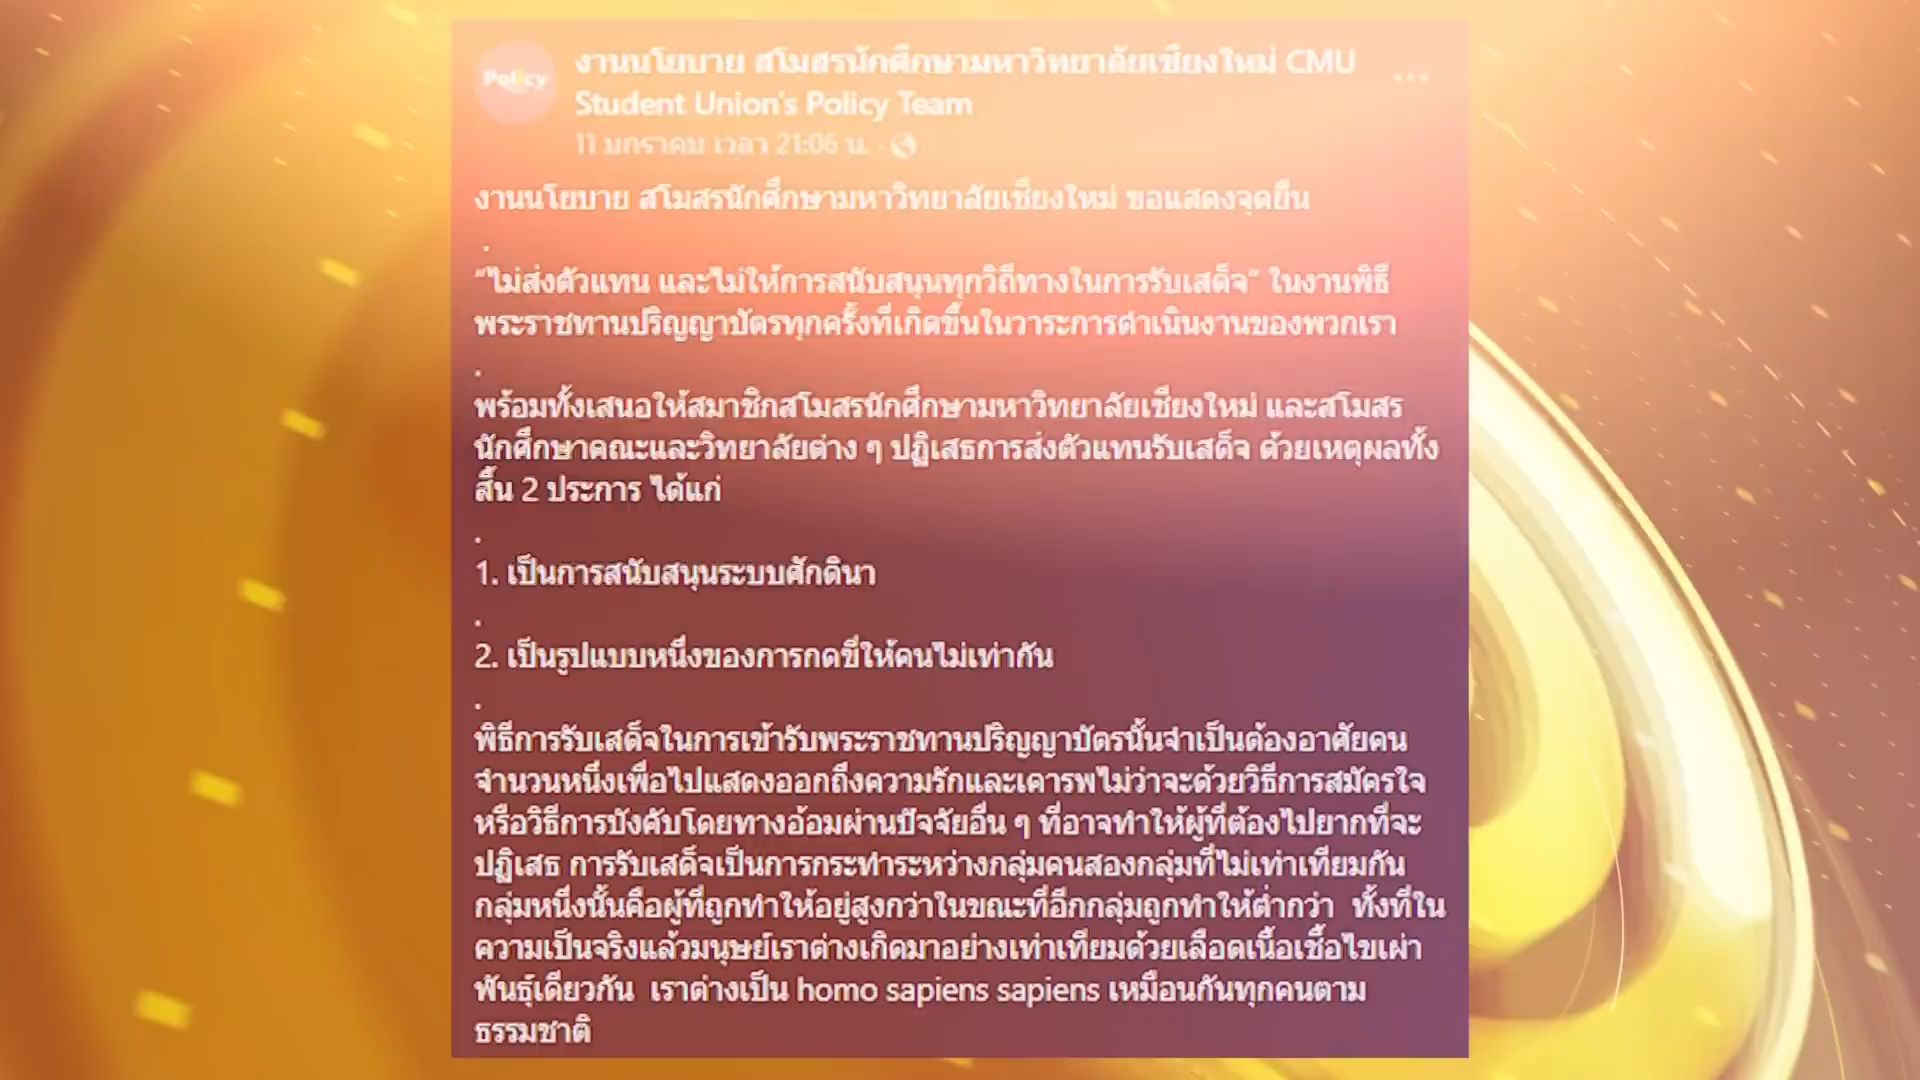 Policy
งานนโยบาย สโมสรนักศึกษามหาวิทยาลัยเชียงใหม่ CMU
Student Union's Policy Team
11 มกราคม เวลา 21:06 น. ·
งานนโยบาย สโมสรนักศึกษามหาวิทยาลัยเชียงใหม่ ขอแสดงจุดยืน
.
"ไม่ส่งตัวแทน และไม่ให้การสนับสนุนทุกวิถีทางในการรับเสด็จ" ในงานพิธี
พระราชทานปริญญาบัตรทุกครั้งที่เกิดขึ้นในวาระการดำเนินงานของพวกเรา
.
พร้อมทั้งเสนอให้สมาชิกสโมสรนักศึกษามหาวิทยาลัยเชียงใหม่ และสโมสร
นักศึกษาคณะและวิทยาลัยต่าง ๆ ปฏิเสธการส่งตัวแทนรับเสด็จ ด้วยเหตุผลทั้ง
สิ้น 2 ประการ ได้แก่
.
1. เป็นการสนับสนุนระบบศักดินา
.
2. เป็นรูปแบบหนึ่งของการกดขี่ให้คนไม่เท่ากัน
.
พิธีการรับเสด็จในการเข้ารับพระราชทานปริญญาบัตรนั้นจำเป็นต้องอาศัยคน
จำนวนหนึ่งเพื่อไปแสดงออกถึงความรักและเคารพไม่ว่าจะด้วยวิธีการสมัครใจ
หรือวิธีการบังคับโดยทางอ้อมผ่านปัจจัยอื่น ๆ ที่อาจทำให้ผู้ที่ต้องไปยากที่จะ
ปฏิเสธ การรับเสด็จเป็นการกระทำระหว่างกลุ่มคนสองกลุ่มที่ไม่เท่าเทียมกัน
กลุ่มหนึ่งนั้นคือผู้ที่ถูกทำให้อยู่สูงกว่าในขณะที่อีกกลุ่มถูกทำให้ต่ำกว่า ทั้งที่ใน
ความเป็นจริงแล้วมนุษย์เราต่างเกิดมาอย่างเท่าเทียมด้วยเลือดเนื้อเชื้อไขเผ่า
พันธุ์เดียวกัน เราต่างเป็น homo sapiens sapiens เหมือนกันทุกคนตาม
ธรรมชาติ